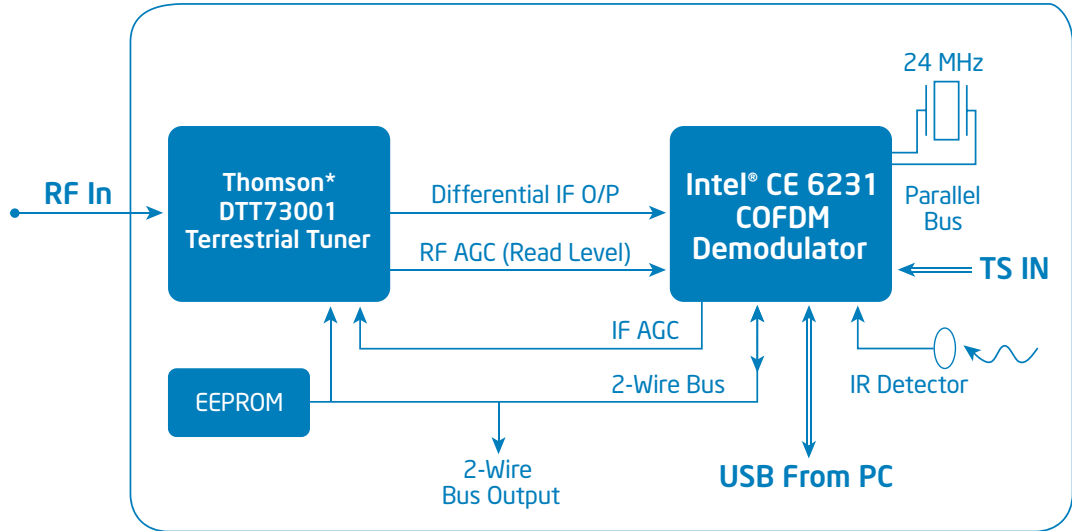 24 MHz
RF In
Thomson*
DTT73001
Terrestrial Tuner
Differential IF O/P
RF AGC (Read Level)
Intel® CE 6231
COFDM
Demodulator
Parallel
Bus
TS IN
IF AGC
2-Wire Bus
IR Detector
EEPROM
2-Wire
Bus Output
USB From PC